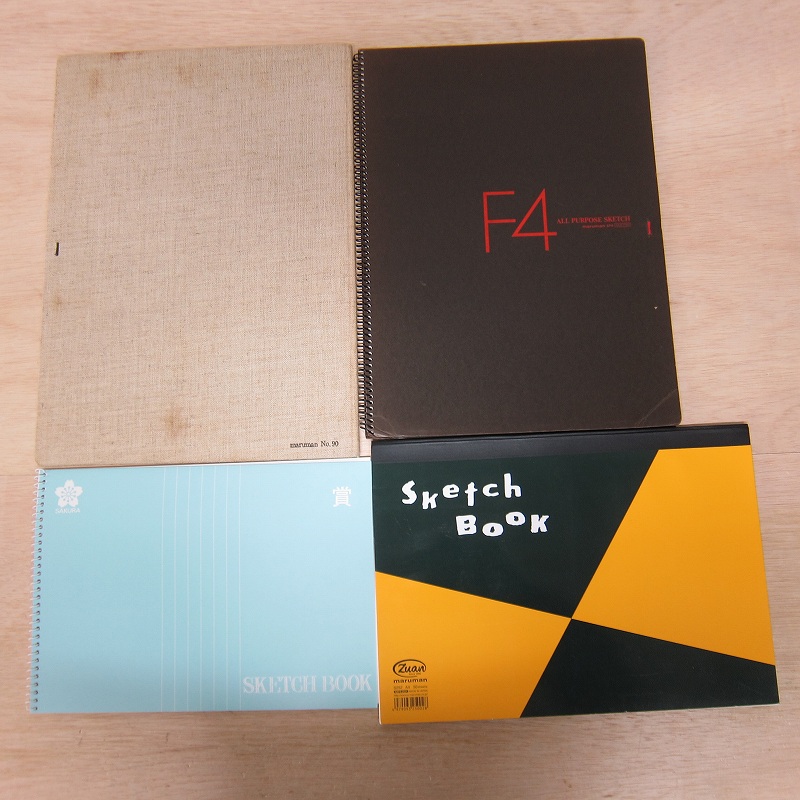 maruman No.90
F4
ALL PURPOSE SKETCH
SAKURA
賞
SKETCH BOOK
Sketch
BOOK
Zuan
maruman